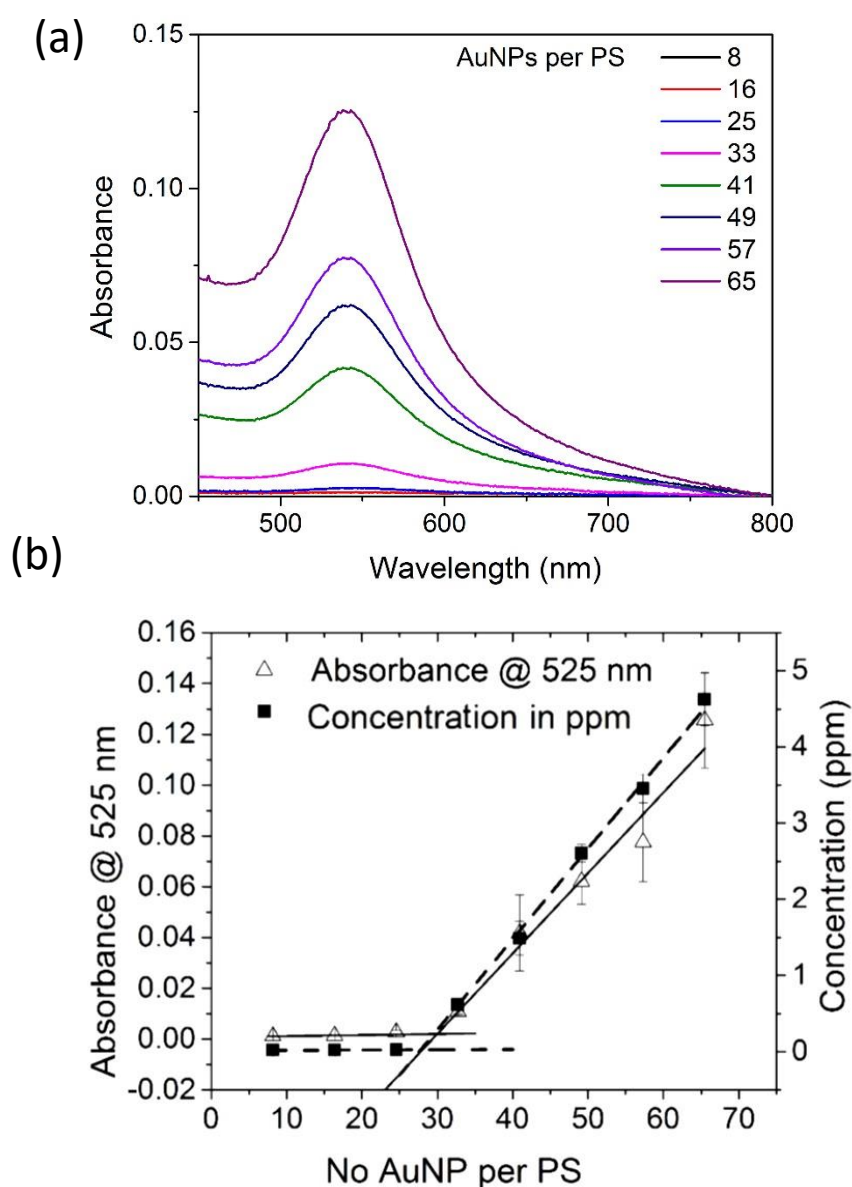 (a)
0.15
0.10
0.05
0.00
Absorbance
AuNPs per PS
8
16
25
33
41
49
57
65
500 600 700 800
Wavelength (nm)
(b)
0.16
0.14
0.12
0.10
0.08
0.06
0.04
0.02
0.00
-0.02
Absorbance @ 525 nm
Absorbance @ 525 nm
Concentration in ppm
5
4
3
2
1
0
Concentration (ppm)
0 10 20 30 40 50 60 70
No AuNP per PS